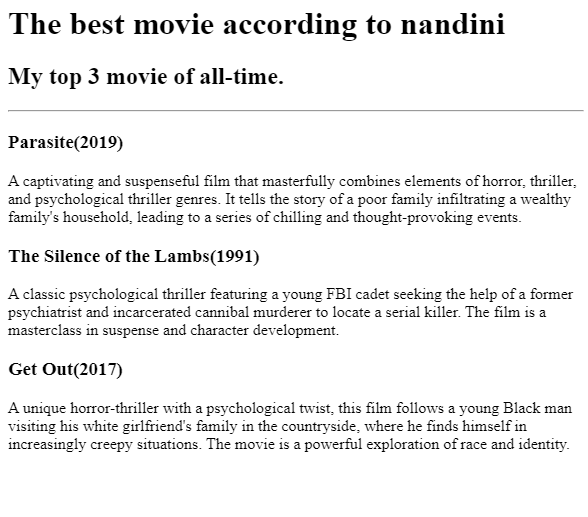 The best movie according to nandini
My top 3 movie of all-time.
Parasite(2019)
A captivating and suspenseful film that masterfully combines elements of horror, thriller,
and psychological thriller genres. It tells the story of a poor family infiltrating a wealthy
family's household, leading to a series of chilling and thought-provoking events.
The Silence of the Lambs(1991)
A classic psychological thriller featuring a young FBI cadet seeking the help of a former
psychiatrist and incarcerated cannibal murderer to locate a serial killer. The film is a
masterclass in suspense and character development.
Get Out(2017)
A unique horror-thriller with a psychological twist, this film follows a young Black man
visiting his white girlfriend's family in the countryside, where he finds himself in
increasingly creepy situations. The movie is a powerful exploration of race and identity.